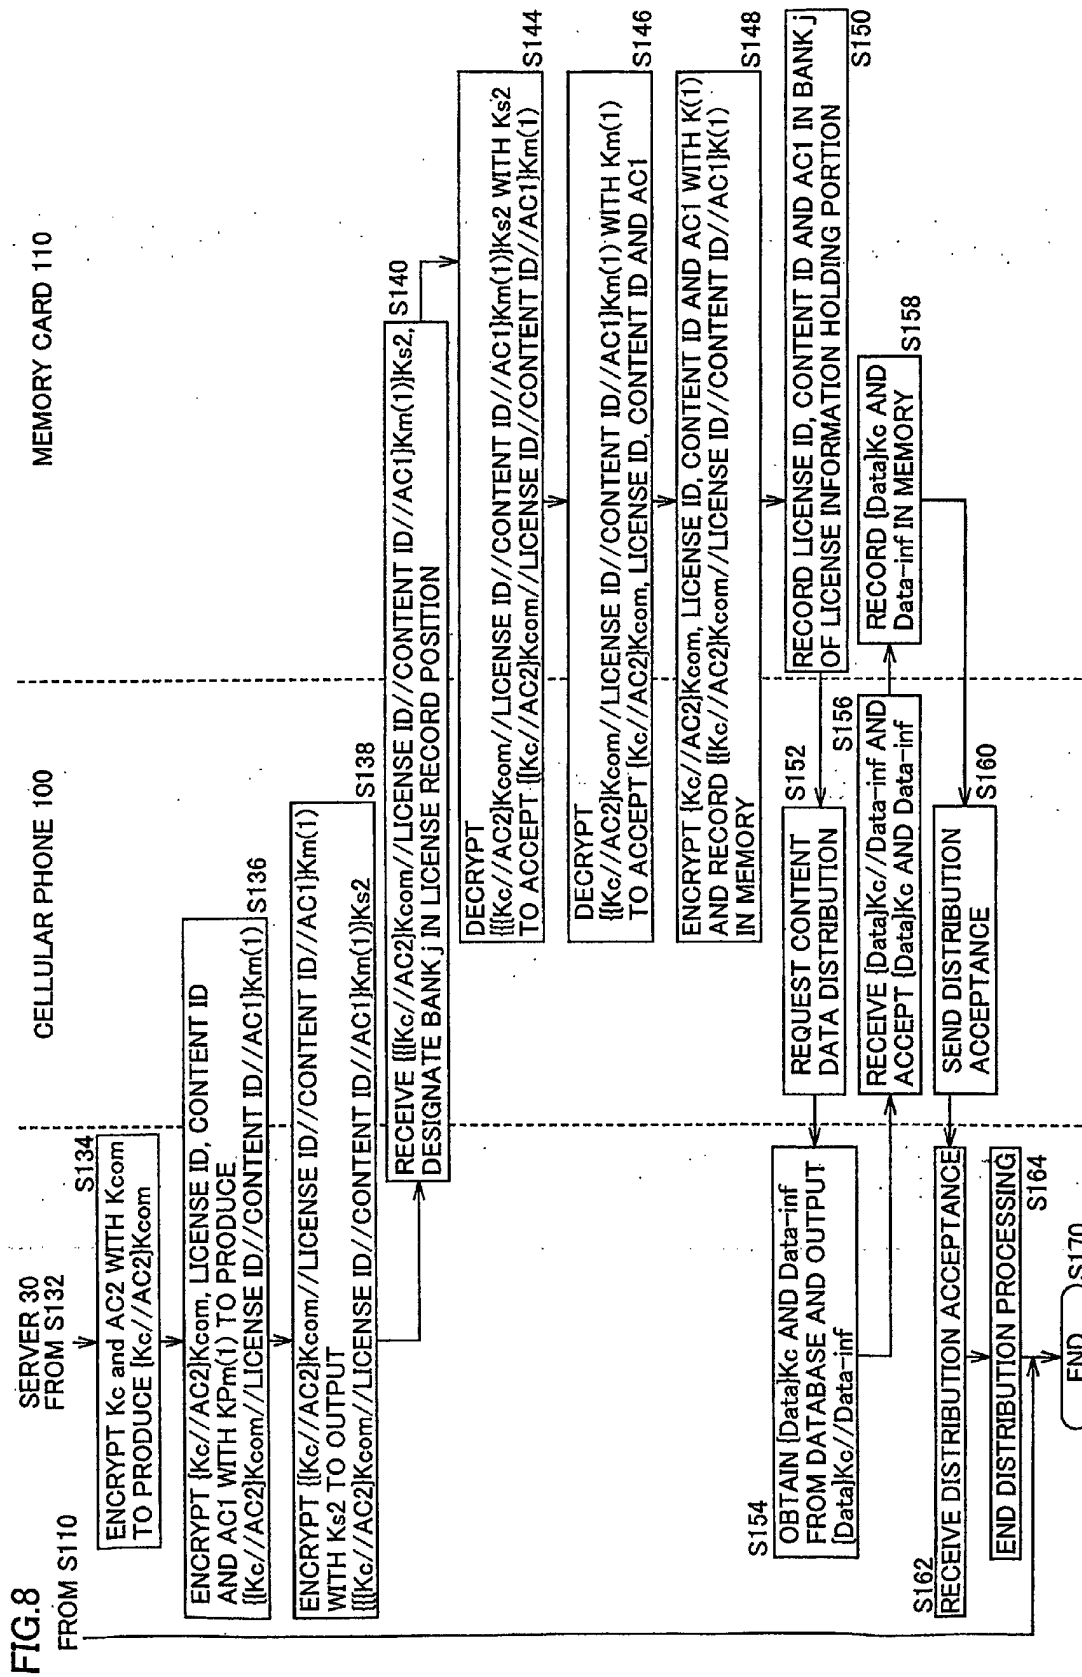 FIG.8
FROM S110
SERVER 30
FROM S132
CELLULAR PHONE 100
MEMORY CARD 110
S134
ENCRYPT Kc and AC2 WITH Kcom
TO PRODUCE {Kc//AC2}Kcom
ENCRYPT {Kc//AC2}Kcom, LICENSE ID, CONTENT ID
AND AC1 WITH KPm(1) TO PRODUCE
{{Kc//AC2}Kcom//LICENSE ID//CONTENT ID//AC1}Km(1)
S136
ENCRYPT {{Kc//AC2}Kcom//LICENSE ID//CONTENT ID//AC1}Km(1)
WITH Ks2 TO OUTPUT
{{{Kc//AC2}Kcom//LICENSE ID//CONTENT ID//AC1}Km(1)}Ks2
S138
RECEIVE {{{Kc//AC2}Kcom//LICENSE ID//CONTENT ID//AC1}Km(1)}Ks2,
DESIGNATE BANK j IN LICENSE RECORD POSITION
S140
DECRYPT
{{{Kc//AC2}Kcom//LICENSE ID//CONTENT ID//AC1}Km(1)}Ks2 WITH Ks2
TO ACCEPT {{Kc//AC2}Kcom//LICENSE ID//CONTENT ID//AC1}Km(1)
S144
DECRYPT
{{Kc//AC2}Kcom//LICENSE ID//CONTENT ID//AC1}Km(1) WITH Km(1)
TO ACCEPT {Kc//AC2}Kcom, LICENSE ID, CONTENT ID AND AC1
S146
ENCRYPT {Kc//AC2}Kcom, LICENSE ID, CONTENT ID AND AC1 WITH K(1)
AND RECORD {{Kc//AC2}Kcom//LICENSE ID//CONTENT ID//AC1}K(1)
IN MEMORY
S148
RECORD LICENSE ID, CONTENT ID AND AC1 IN BANK j
OF LICENSE INFORMATION HOLDING PORTION
S150
S152
REQUEST CONTENT
DATA DISTRIBUTION
S154
OBTAIN {Data}Kc AND Data-inf
FROM DATABASE AND OUTPUT
{Data}Kc//Data-inf
S156
RECEIVE {Data}Kc//Data-inf AND
ACCEPT {Data}Kc AND Data-inf
RECORD {Data}Kc AND
Data-inf IN MEMORY
S158
SEND DISTRIBUTION
ACCEPTANCE
S160
S162
RECEIVE DISTRIBUTION ACCEPTANCE
END DISTRIBUTION PROCESSING
S164
END
S170